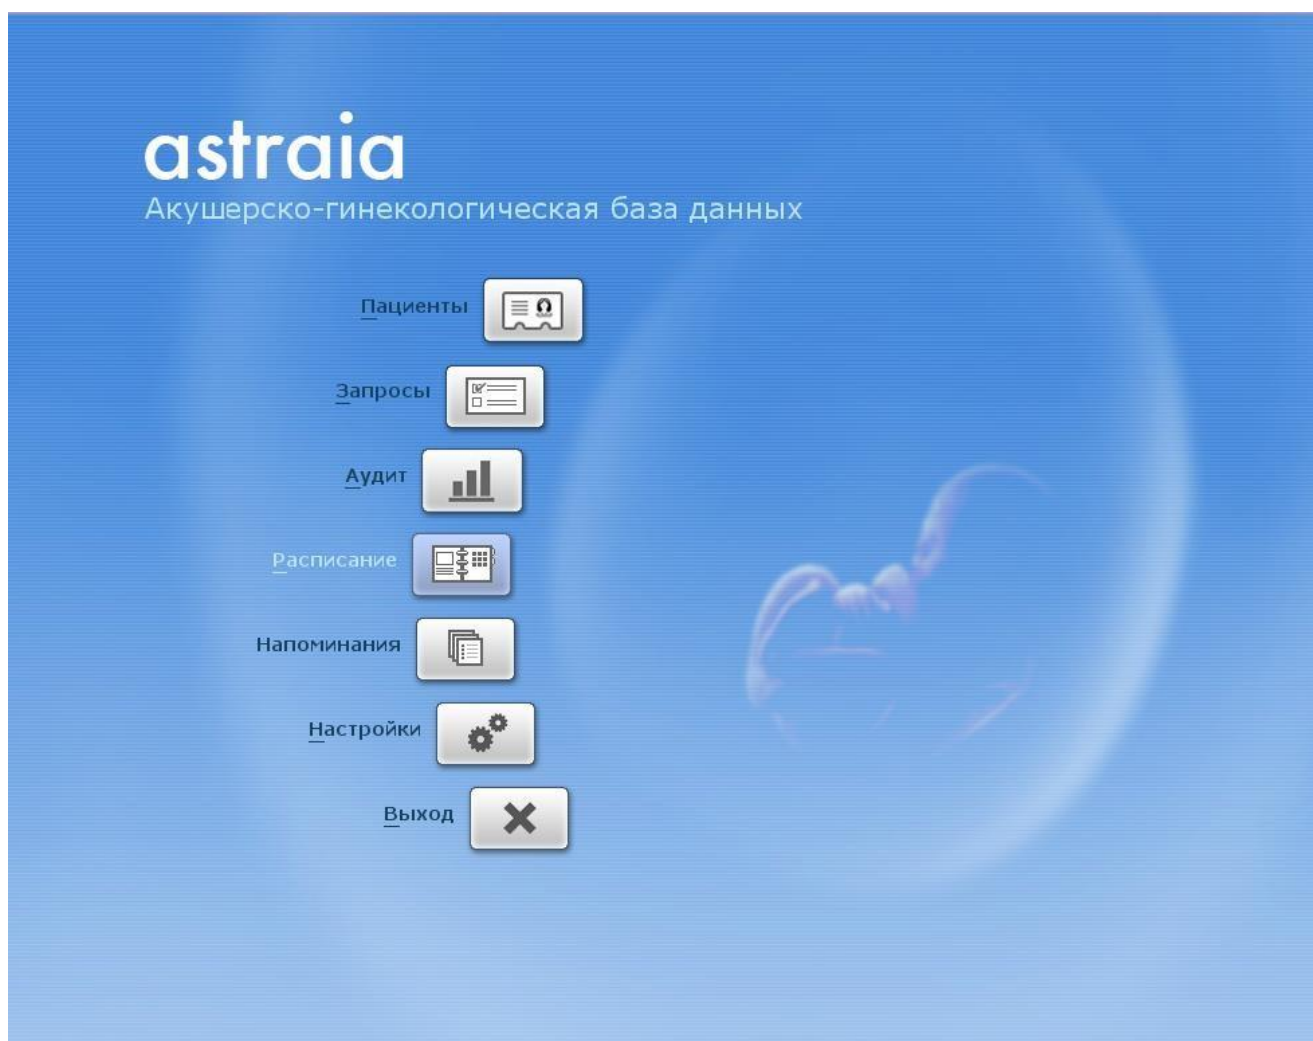 astraia
Акушерско-гинекологическая база данных
Пациенты
Запросы
Аудит
Расписание
Напоминания
Настройки
Выход